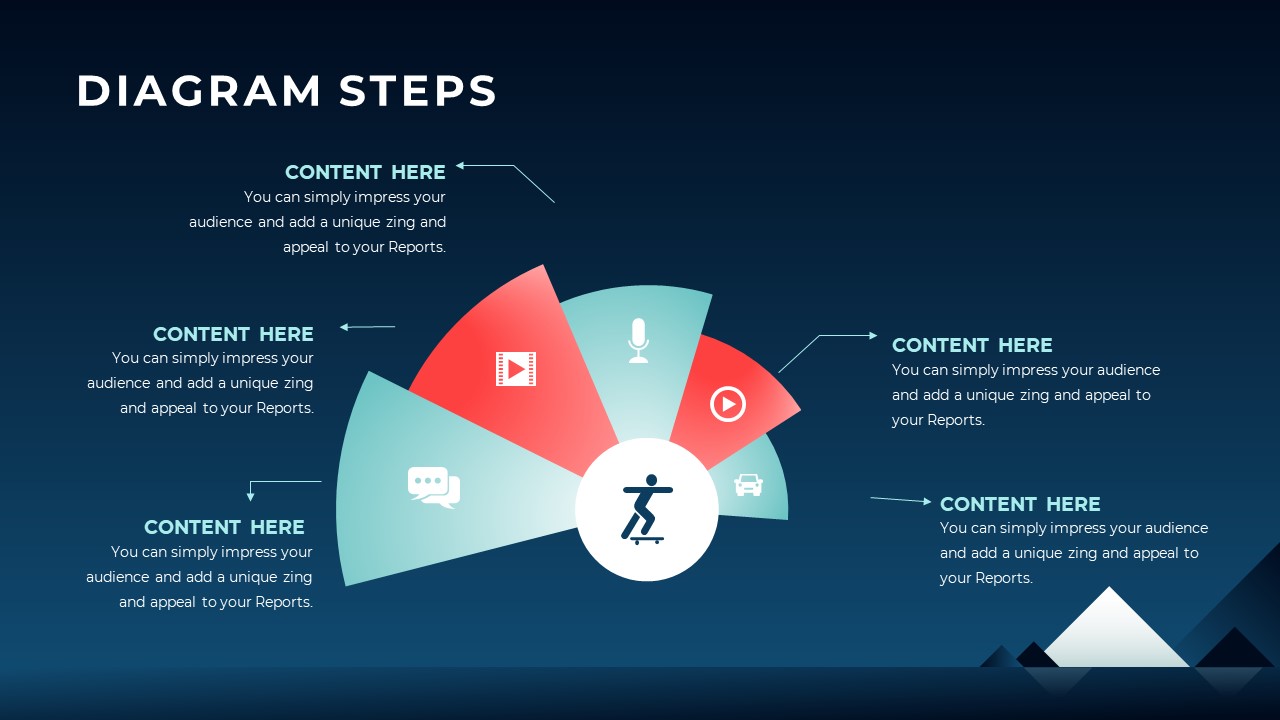 DIAGRAM STEPS
CONTENT HERE
You can simply impress your
audience and add a unique zing and
appeal to your Reports.
CONTENT HERE
You can simply impress your
audience and add a unique zing
and appeal to your Reports.
CONTENT HERE
You can simply impress your
audience and add a unique zing
and appeal to your Reports.
CONTENT HERE
You can simply impress your audience
and add a unique zing and appeal to
your Reports.
CONTENT HERE
You can simply impress your audience
and add a unique zing and appeal to
your Reports.